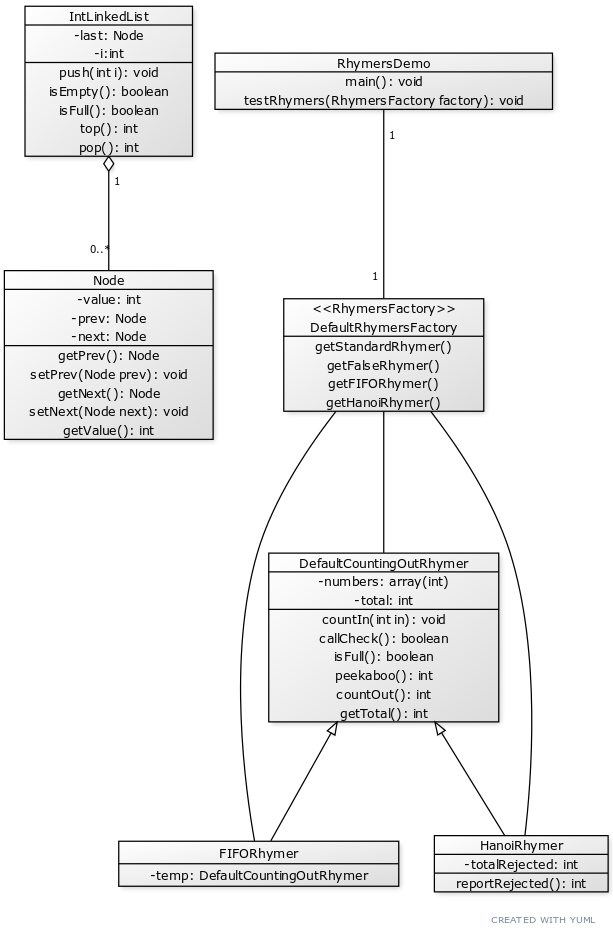 IntLinkedList
-last: Node
-i:int
push(int i): void
isEmpty(): boolean
isFull(): boolean
top(): int
pop(): int
1
0..*
Node
-value: int
-prev: Node
-next: Node
getPrev(): Node
setPrev(Node prev): void
getNext(): Node
setNext(Node next): void
getValue(): int
RhymersDemo
main(): void
testRhymers(RhymersFactory factory): void
1
1
<<RhymersFactory>>
DefaultRhymersFactory
getStandardRhymer()
getFalseRhymer()
getFIFORhymer()
getHanoiRhymer()
DefaultCountingOutRhymer
-numbers: array(int)
-total: int
countIn(int in): void
callCheck(): boolean
isFull(): boolean
peekaboo(): int
countOut(): int
getTotal(): int
FIFORhymer
-temp: DefaultCountingOutRhymer
HanoiRhymer
-totalRejected: int
reportRejected(): int
CREATED WITH YUML